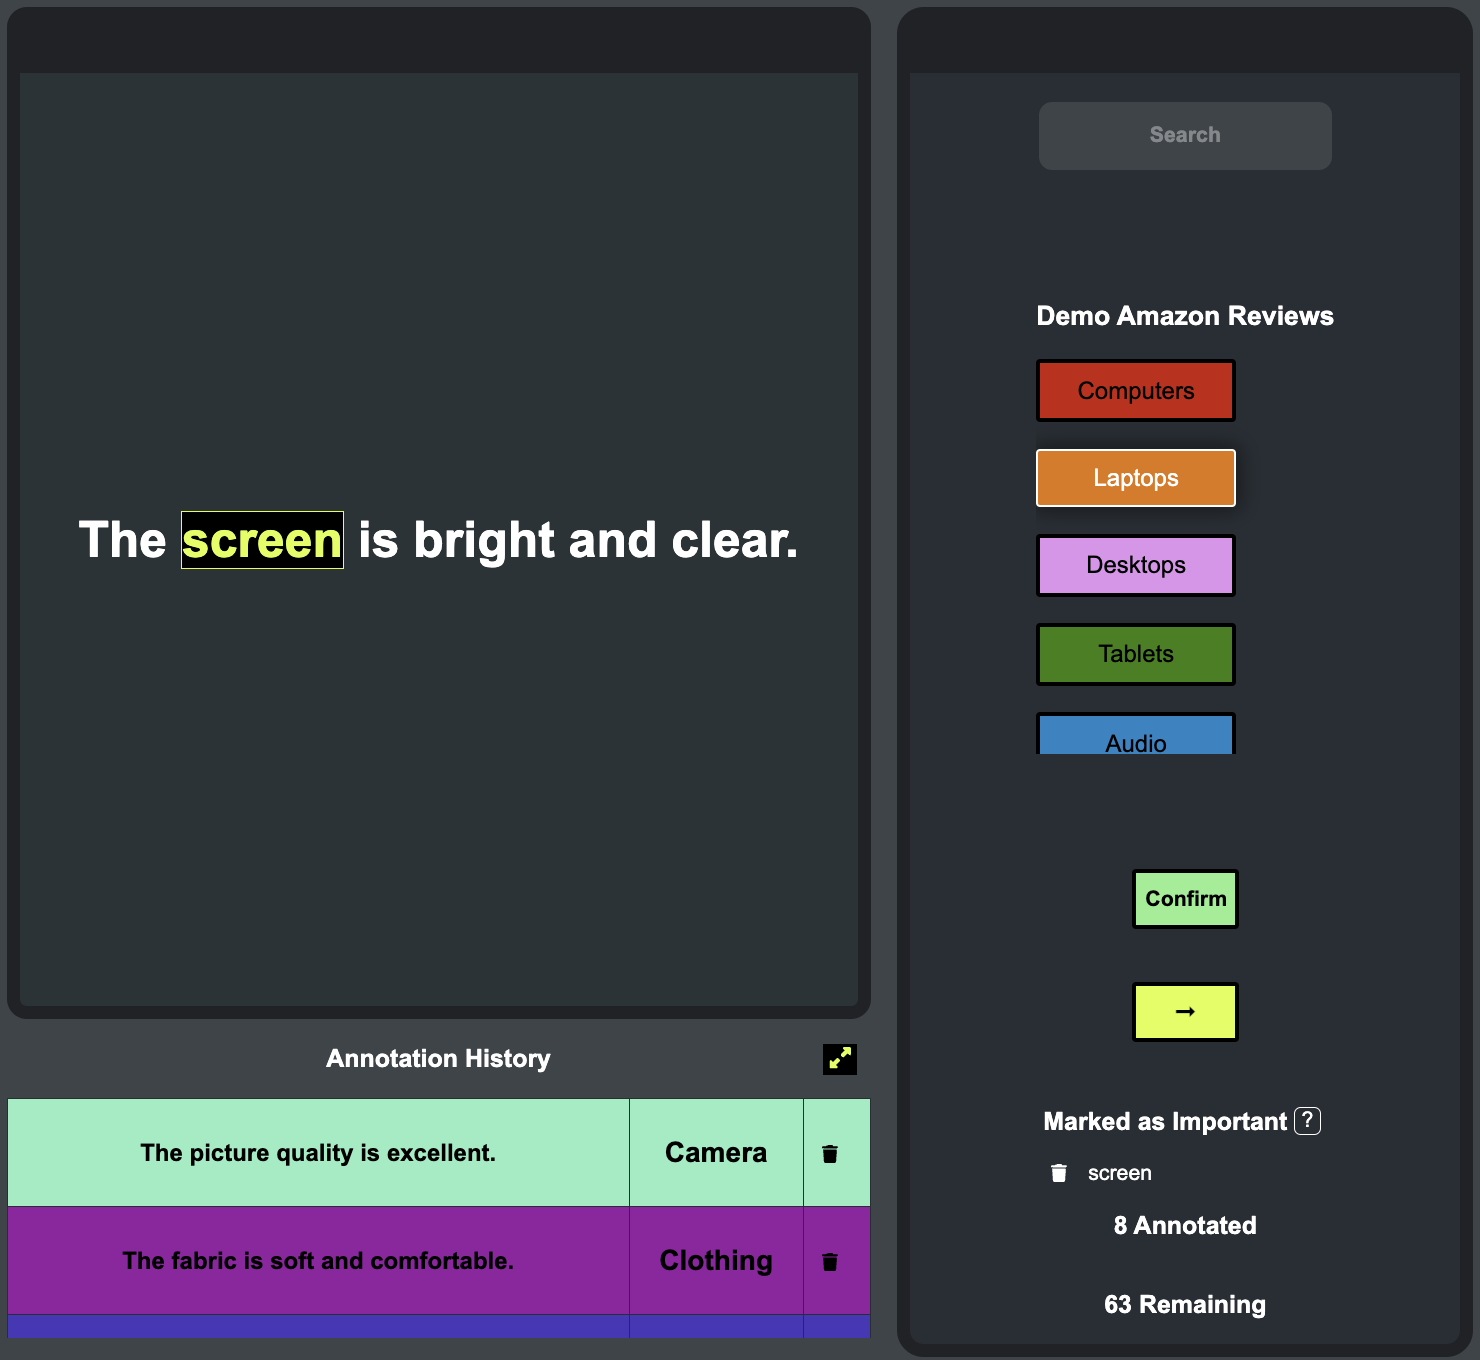 The screen is bright and clear.
Annotation History
The picture quality is excellent. Camera
The fabric is soft and comfortable. Clothing
Search
Demo Amazon Reviews
Computers
Laptops
Desktops
Tablets
Audio
Confirm
→
Marked as Important ?
screen
8 Annotated
63 Remaining